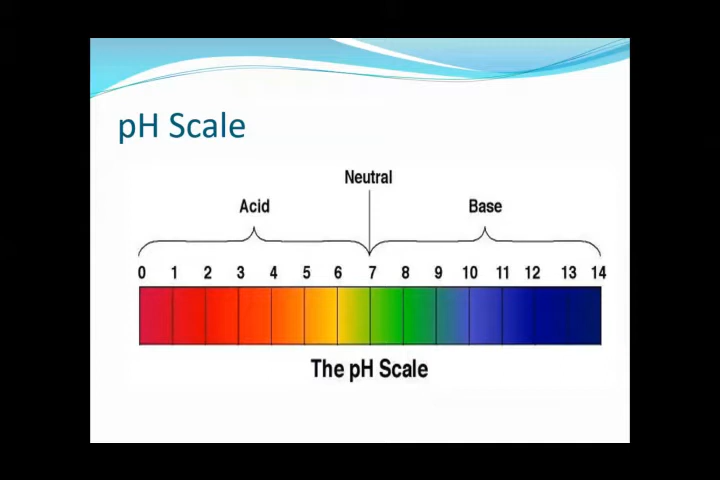 pH Scale
Neutral
Acid Base
0 1 2 3 4 5 6 7 8 9 10 11 12 13 14
The pH Scale